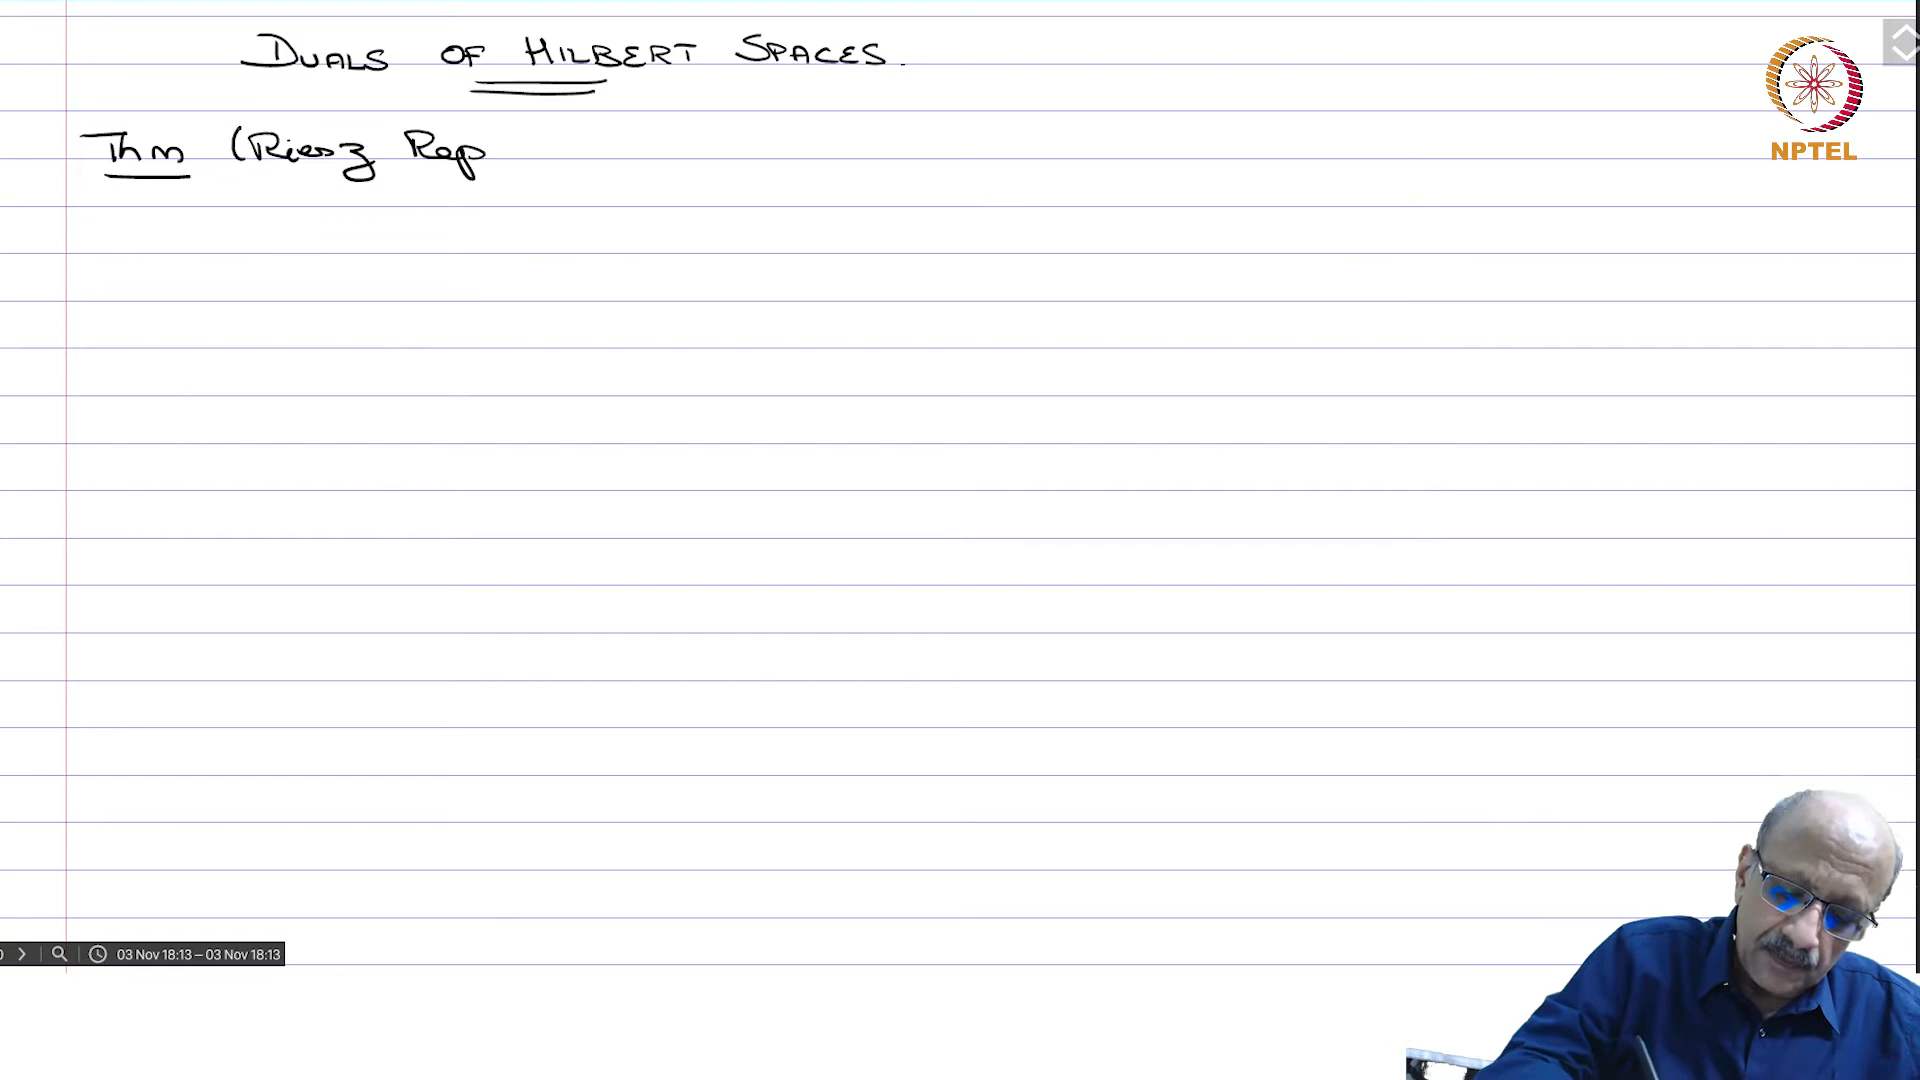 DUALS OF HILBERT SPACES.
Thm (Riesz Rep
NPTEL
03 Nov 18:13 – 03 Nov 18:13